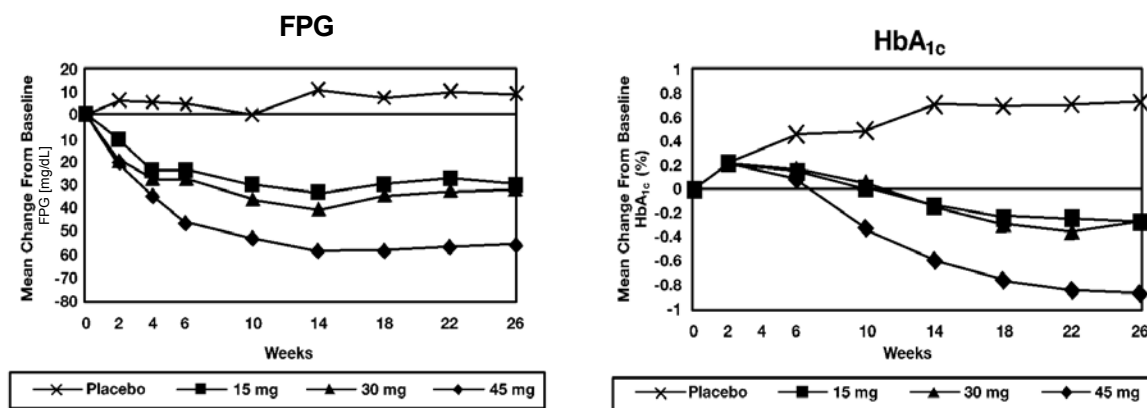 FPG
Mean Change From Baseline
FPG [mg/dL]
20
10
0
10
20
30
40
50
60
-70
-80
0 2 4 6 10 14 18 22 26
Weeks
Placebo 15 mg 30 mg 45 mg
HbA1c
Mean Change From Baseline
HbA1c (%)
1
0.8
0.6
0.4
0.2
0
-0.2
-0.4
-0.6
-0.8
-1
0 2 4 6 10 14 18 22 26
Weeks
Placebo 15 mg 30 mg 45 mg